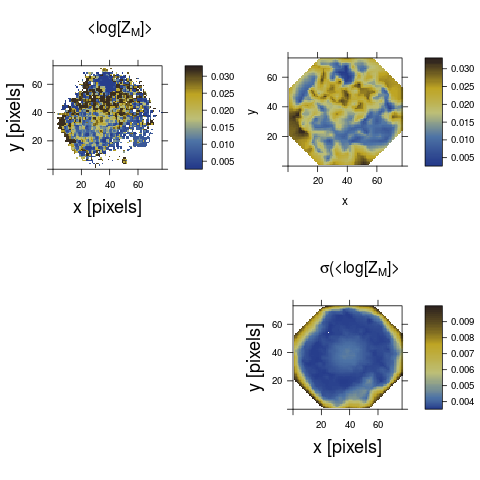 <log[Z_M]>
60
40
20
20 40 60
y [pixels]
x [pixels]
0.030
0.025
0.020
0.015
0.010
0.005
60
40
20
20 40 60
y
x
0.030
0.025
0.020
0.015
0.010
0.005
σ(<log[Z_M]>
60
40
20
20 40 60
y [pixels]
x [pixels]
0.009
0.008
0.007
0.006
0.005
0.004